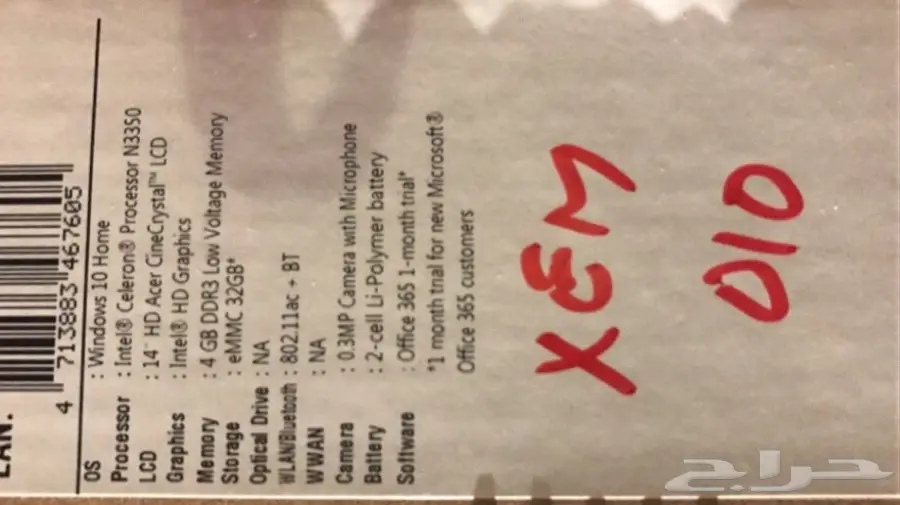 EAN.
4 713883 467605
OS : Windows 10 Home
Processor : Intel® Celeron® Processor N3350
LCD : 14" HD Acer CineCrystal™ LCD
Graphics : Intel® HD Graphics
Memory : 4 GB DDR3 Low Voltage Memory
Storage : eMMC 32GB*
Optical Drive : NA
WLAN/Bluetooth : 802.11ac + BT
WWAN : NA
Camera : 0.3MP Camera with Microphone
Battery : 2-cell Li-Polymer battery
Software : Office 365 1-month trial*
*1 month trial for new Microsoft®
Office 365 customers
XEM
010
حراج